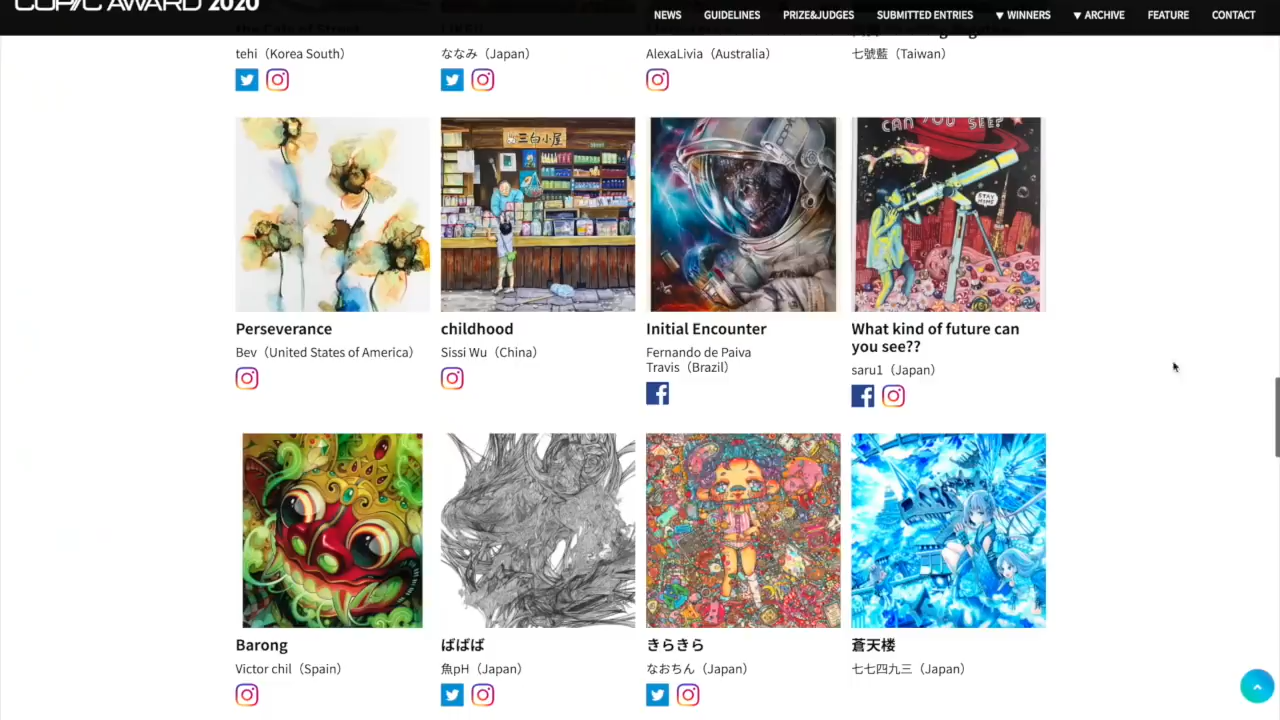 COPIC AWARD 2020
NEWS
GUIDELINES
PRIZE&JUDGES
SUBMITTED ENTRIES
▼ WINNERS
▼ ARCHIVE
FEATURE
CONTACT
tehi（Korea South）
ななみ（Japan）
AlexaLivia（Australia）
七號藍（Taiwan）
三白小屋
CAN YOU SEE?
STAY HOME
Perseverance
Bev（United States of America）
childhood
Sissi Wu（China）
Initial Encounter
Fernando de Paiva
Travis（Brazil）
What kind of future can
you see??
saru1（Japan）
Barong
Victor chil（Spain）
ばばば
魚pH（Japan）
きらきら
なおちん（Japan）
蒼天楼
七七四九三（Japan）